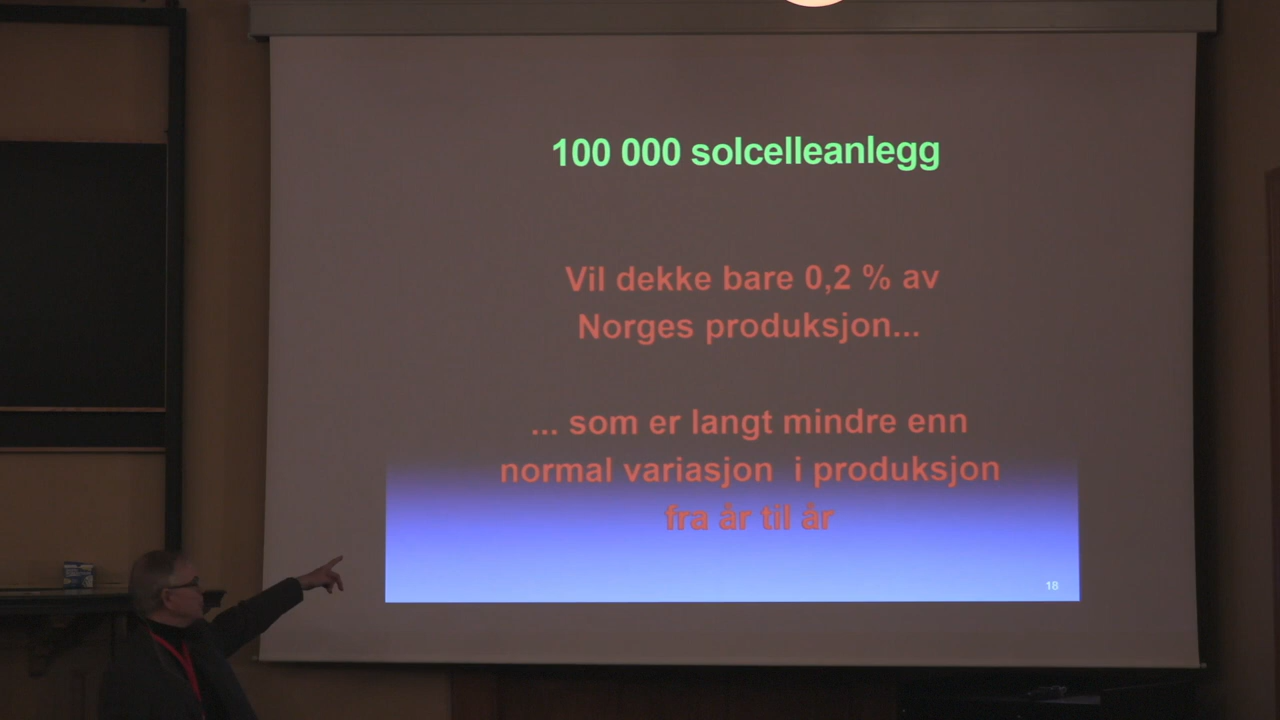 100 000 solcelleanlegg
Vil dekke bare 0,2 % av
Norges produksjon...
... som er langt mindre enn
normal variasjon i produksjon
fra år til år
18